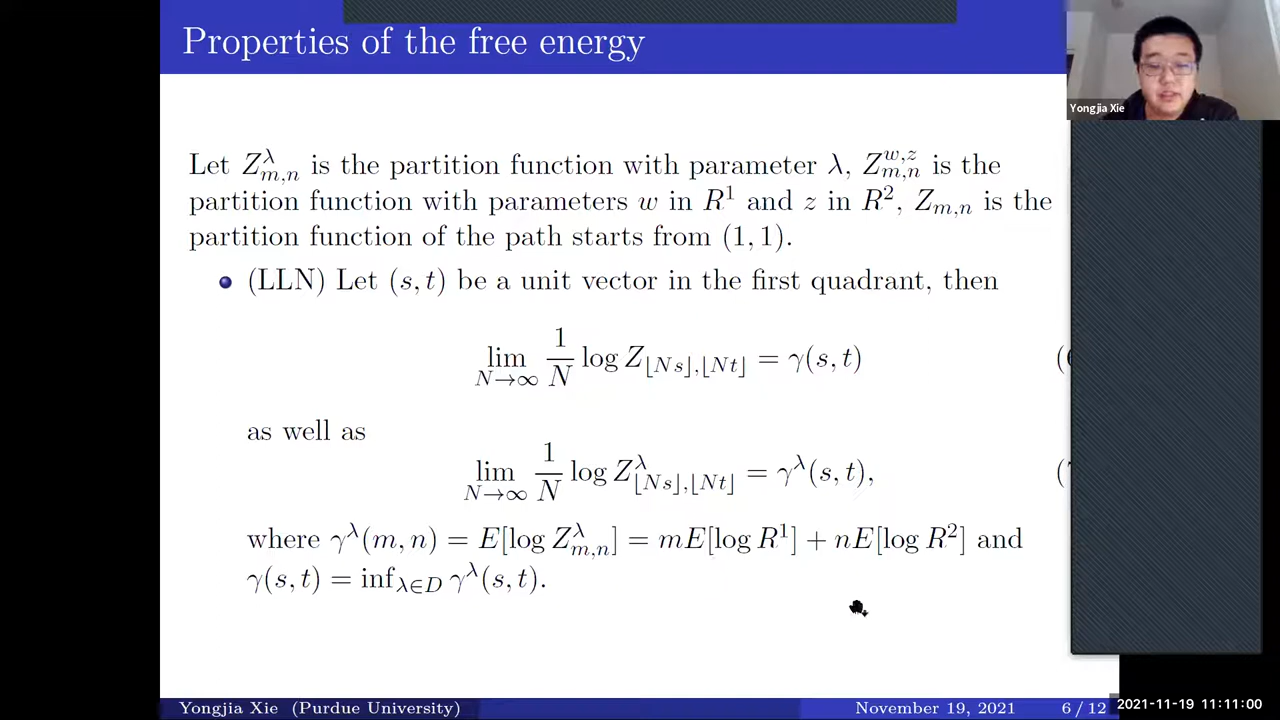 Properties of the free energy
Yongjia Xie
Let $Z^{\lambda}_{m,n}$ is the partition function with parameter $\lambda$, $Z^{w,z}_{m,n}$ is the
partition function with parameters $w$ in $R^1$ and $z$ in $R^2$, $Z_{m,n}$ is the
partition function of the path starts from $(1, 1)$.
(LLN) Let $(s, t)$ be a unit vector in the first quadrant, then
$\lim_{N\to\infty} \frac{1}{N} \log Z_{\lfloor Ns \rfloor, \lfloor Nt \rfloor} = \gamma(s, t)$
as well as
$\lim_{N\to\infty} \frac{1}{N} \log Z^{\lambda}_{\lfloor Ns \rfloor, \lfloor Nt \rfloor} = \gamma^{\lambda}(s, t),$
where $\gamma^{\lambda}(m, n) = E[\log Z^{\lambda}_{m,n}] = mE[\log R^1] + nE[\log R^2]$ and
$\gamma(s, t) = \inf_{\lambda \in D} \gamma^{\lambda}(s, t)$.
Yongjia Xie (Purdue University)
November 19, 2021
6 / 12
2021-11-19 11:11:00